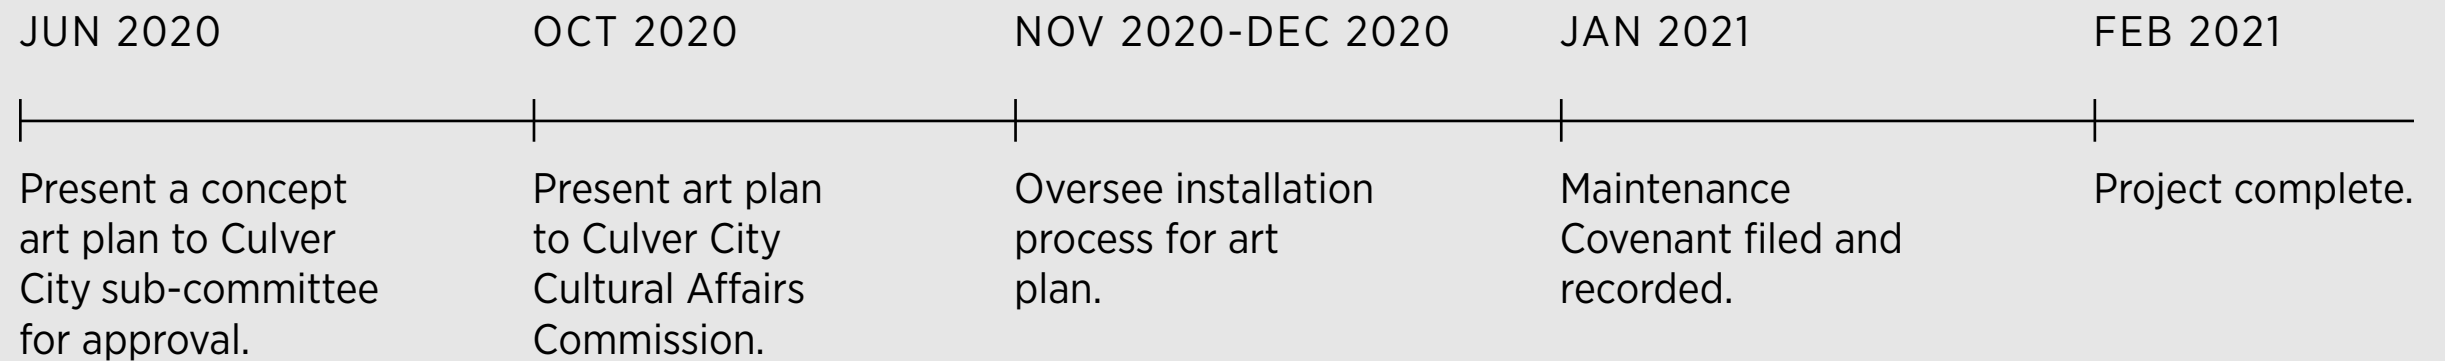 JUN 2020
Present a concept
art plan to Culver
City sub-committee
for approval.
OCT 2020
Present art plan
to Culver City
Cultural Affairs
Commission.
NOV 2020-DEC 2020
Oversee installation
process for art
plan.
JAN 2021
Maintenance
Covenant filed and
recorded.
FEB 2021
Project complete.